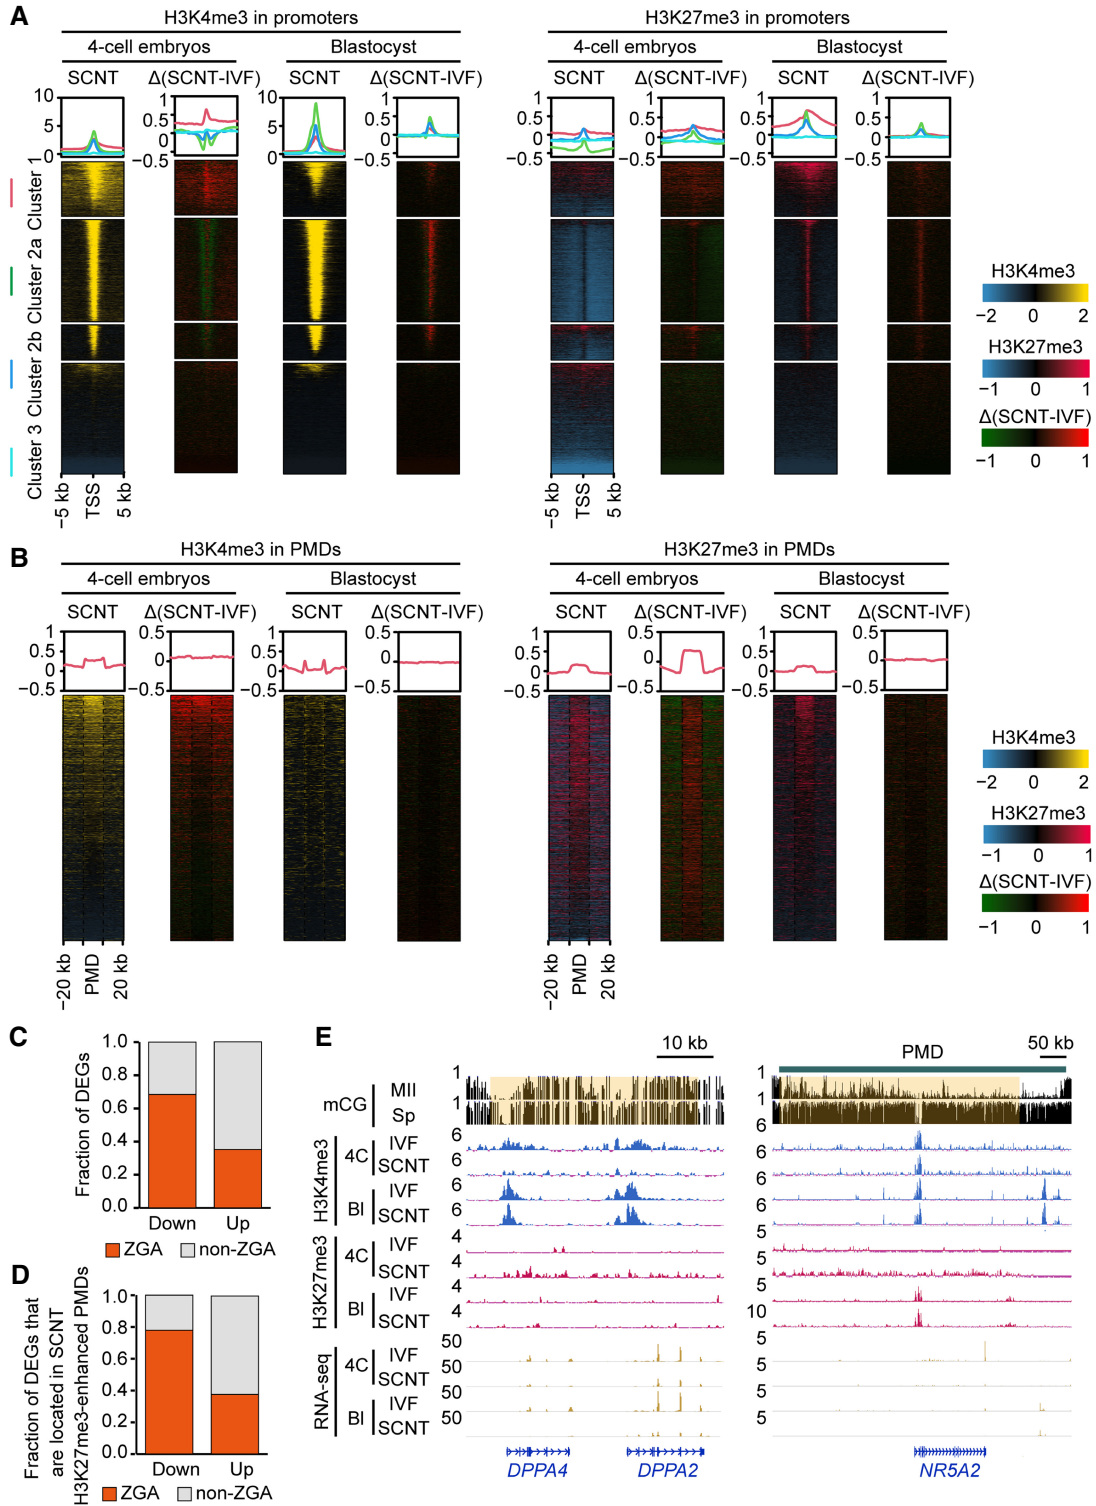 A
H3K4me3 in promoters
H3K27me3 in promoters
4-cell embryos
Blastocyst
4-cell embryos
Blastocyst
SCNT
Δ(SCNT-IVF)
SCNT
Δ(SCNT-IVF)
SCNT
Δ(SCNT-IVF)
SCNT
Δ(SCNT-IVF)
10
5
0
1
0.5
0
−0.5
10
5
0
1
0.5
0
−0.5
1
0.5
0
−0.5
1
0.5
0
−0.5
1
0.5
0
−0.5
1
0.5
0
−0.5
Cluster 1
Cluster 2a
Cluster 2b
Cluster 3
−5 kb
TSS
5 kb
−5 kb
TSS
5 kb
H3K4me3
−2 0 2
H3K27me3
−1 0 1
Δ(SCNT-IVF)
−1 0 1
B
H3K4me3 in PMDs
H3K27me3 in PMDs
4-cell embryos
Blastocyst
4-cell embryos
Blastocyst
SCNT
Δ(SCNT-IVF)
SCNT
Δ(SCNT-IVF)
SCNT
Δ(SCNT-IVF)
SCNT
Δ(SCNT-IVF)
1
0.5
0
−0.5
0.5
0
−0.5
1
0.5
0
−0.5
0.5
0
−0.5
1
0.5
0
−0.5
0.5
0
−0.5
1
0.5
0
−0.5
0.5
0
−0.5
−20 kb
PMD
20 kb
−20 kb
PMD
20 kb
H3K4me3
−2 0 2
H3K27me3
−1 0 1
Δ(SCNT-IVF)
−1 0 1
C
Fraction of DEGs
1.0
0.8
0.6
0.4
0.2
0.0
Down Up
ZGA non-ZGA
D
Fraction of DEGs that
are located in SCNT
H3K27me3-enhanced PMDs
1.0
0.8
0.6
0.4
0.2
0.0
Down Up
ZGA non-ZGA
E
10 kb
PMD
50 kb
mCG
MII
Sp
H3K4me3
4C
IVF
SCNT
Bl
IVF
SCNT
H3K27me3
4C
IVF
SCNT
Bl
IVF
SCNT
RNA-seq
4C
IVF
SCNT
Bl
IVF
SCNT
1
1
6
6
6
6
4
4
4
4
50
50
50
50
1
1
6
6
6
6
5
5
5
10
5
5
5
5
DPPA4
DPPA2
NR5A2